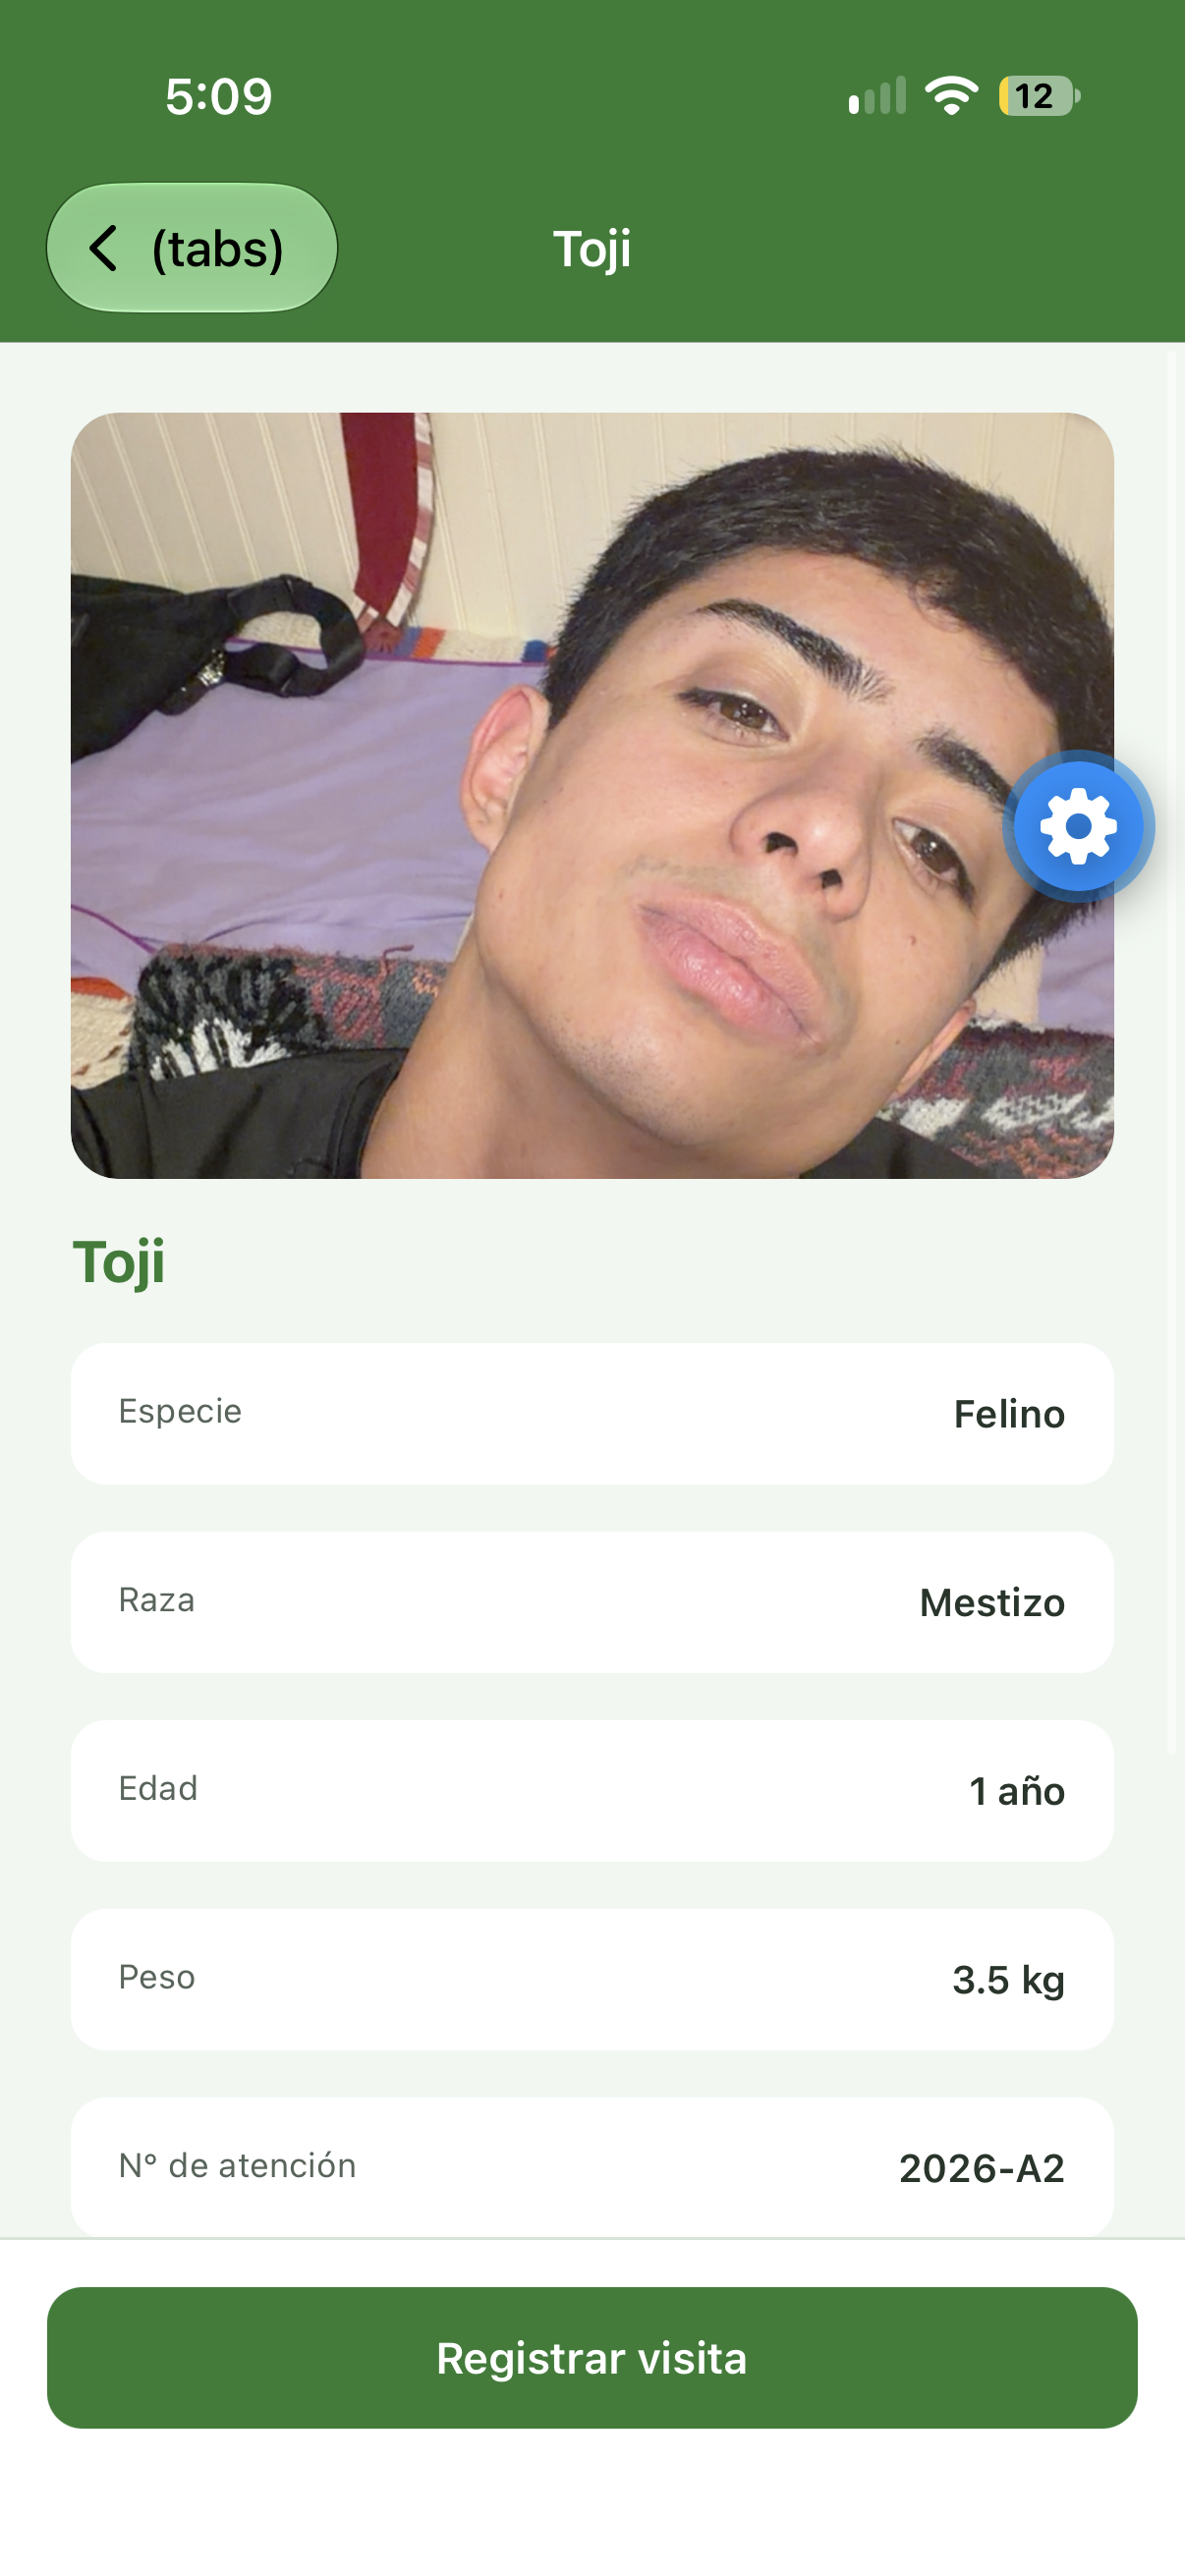 5:09
12
(tabs)
Toji
Toji
Especie
Felino
Raza
Mestizo
Edad
1 año
Peso
3.5 kg
N° de atención
2026-A2
Registrar visita